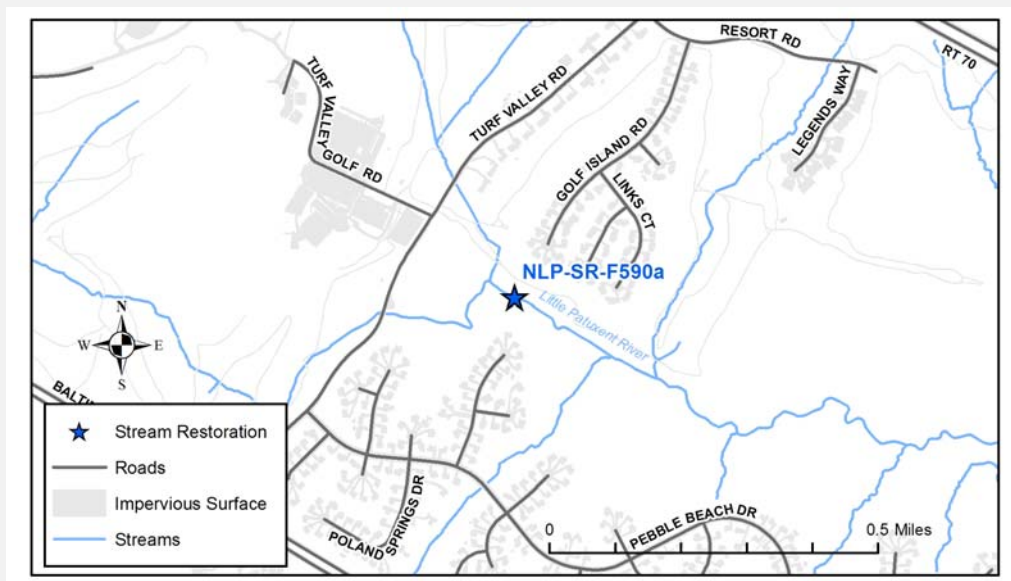 RESORT RD
RT 70
TURF VALLEY RD
TURF VALLEY
GOLF RD
LEGENDS WAY
GOLF ISLAND RD
LINKS CT
NLP-SR-F590a
Little Patuxent River
N
W E
S
Stream Restoration
Roads
Impervious Surface
Streams
POLAND
SPRINGS DR
PEBBLE BEACH DR
0 0.5 Miles